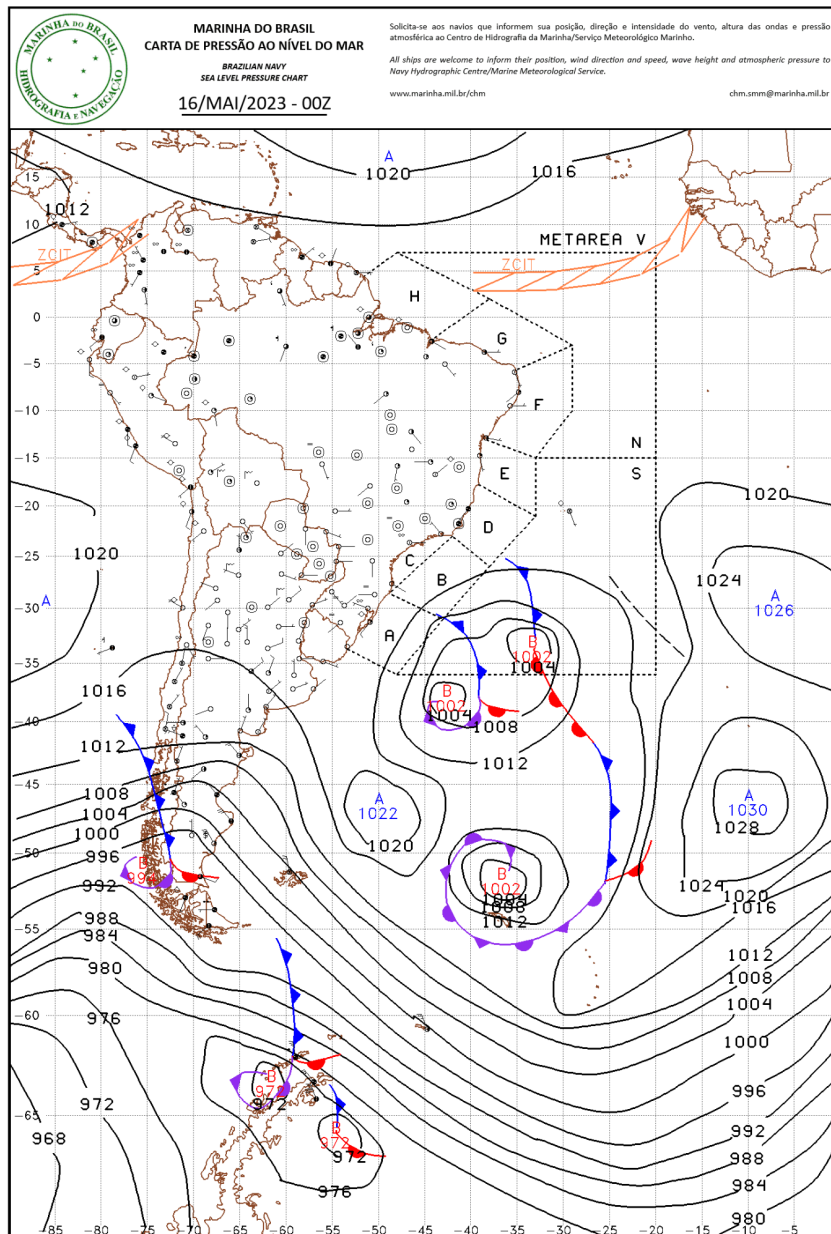 MARINHA DO BRASIL
HIDROGRAFIA E NAVEGAÇÃO
MARINHA DO BRASIL
CARTA DE PRESSÃO AO NÍVEL DO MAR
BRAZILIAN NAVY
SEA LEVEL PRESSURE CHART
16/MAI/2023 - 00Z
Solicita-se aos navios que informem sua posição, direção e intensidade do vento, altura das ondas e pressão
atmosférica ao Centro de Hidrografia da Marinha/Serviço Meteorológico Marinho.
All ships are welcome to inform their position, wind direction and speed, wave height and atmospheric pressure to
Navy Hydrographic Centre/Marine Meteorological Service.
www.marinha.mil.br/chm
chm.smm@marinha.mil.br
A
1020
1016
15
1012
10
ZCIT
METAREA V
ZCIT
5
H
0
G
-5
F
-10
N
-15
E
S
1020
-20
D
1020
-25
C
B
1024
A
A
1026
-30
A
B
1002
1004
-35
1016
B
1002
1004
1008
-40
1012
1012
-45
1008
1004
1000
A
1022
1020
A
1030
1028
996
-50
B
992
B
1002
1004
1008
1012
1024
1020
1016
988
984
-55
980
1012
1008
1004
976
-60
1000
B
972
972
996
972
-65
B
972
972
992
988
968
976
984
980
-85 -80 -75 -70 -65 -60 -55 -50 -45 -40 -35 -30 -25 -20 -15 -10 -5